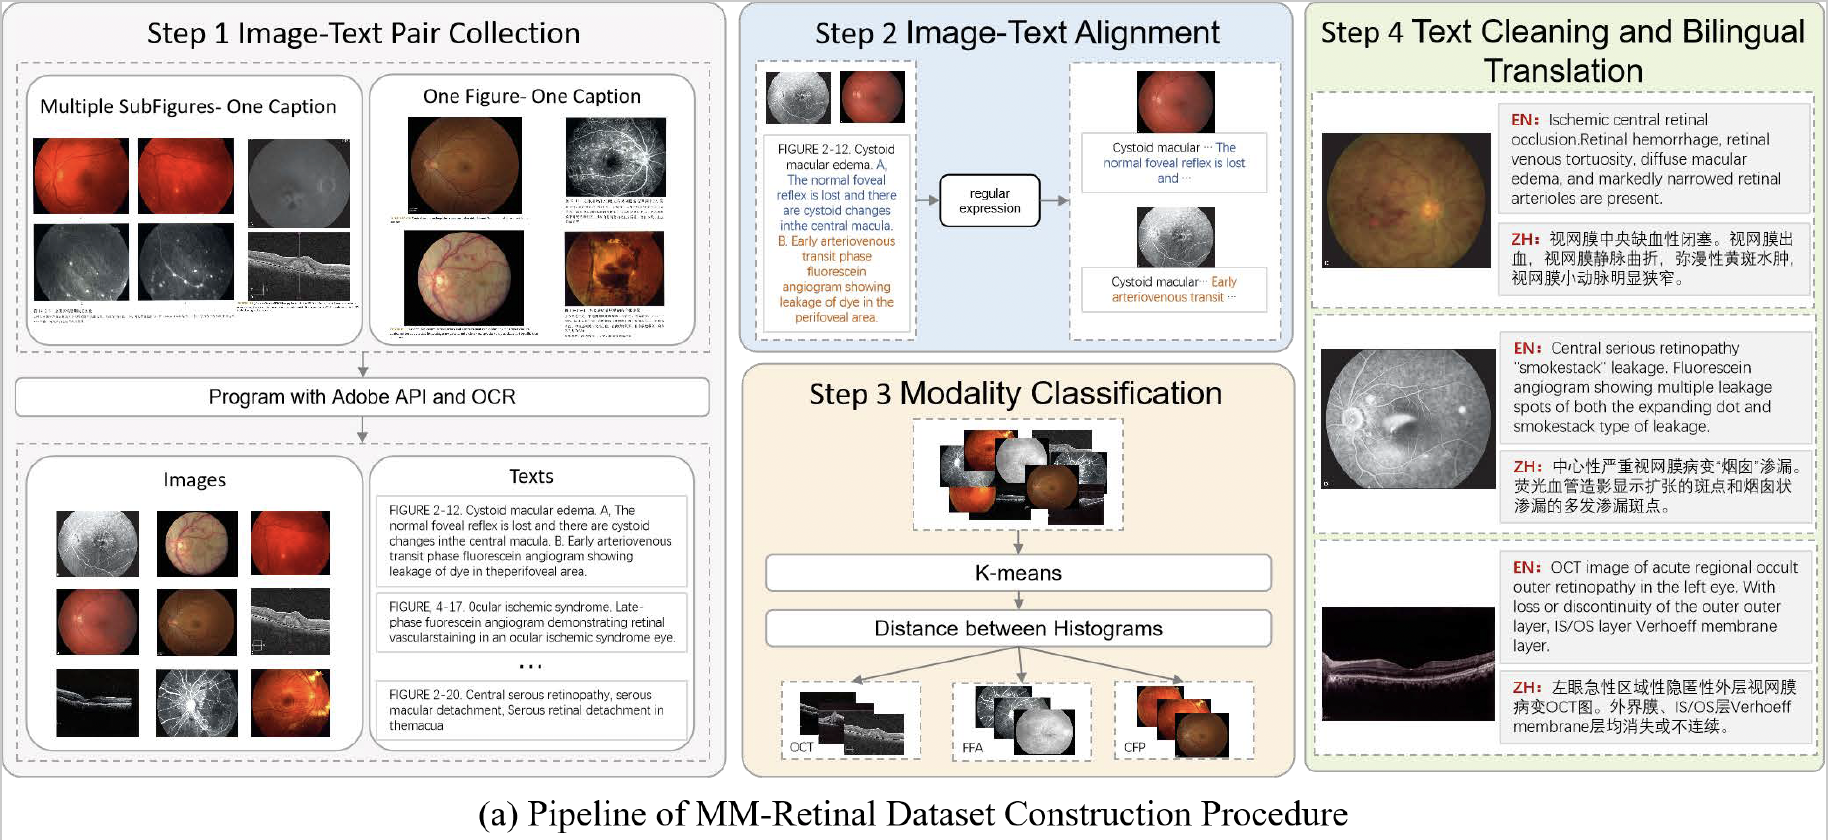 Step 1 Image-Text Pair Collection
Multiple SubFigures- One Caption
One Figure- One Caption
Program with Adobe API and OCR
Images
Texts
FIGURE 2-12. Cystoid macular edema. A, The
normal foveal reflex is lost and there are cystoid
changes inthe central macula. B. Early arteriovenous
transit phase fluorescein angiogram showing
leakage of dye in theperifoveal area.
FIGURE, 4-17. Ocular ischemic syndrome, Late-
phase fuorescein angiogram demonstrating retinal
vascularstaining in an ocular ischemic syndrome eye.
...
FIGURE 2-20. Central serous retinopathy, serous
macular detachment, Serous retinal detachment in
themacua
Step 2 Image-Text Alignment
FIGURE 2-12. Cystoid
macular edema. A,
The normal foveal
reflex is lost and there
are cystoid changes
inthe central macula.
B. Early arteriovenous
transit phase
fluorescein
angiogram showing
leakage of dye in the
perifoveal area.
regular
expression
Cystoid macular ··· The
normal foveal reflex is lost
and ···
Cystoid macular··· Early
arteriovenous transit ···
Step 3 Modality Classification
K-means
Distance between Histograms
OCT
FFA
CFP
Step 4 Text Cleaning and Bilingual
Translation
EN: Ischemic central retinal
occlusion.Retinal hemorrhage, retinal
venous tortuosity, diffuse macular
edema, and markedly narrowed retinal
arterioles are present.
ZH: 视网膜中央缺血性闭塞。视网膜出
血，视网膜静脉曲折，弥漫性黄斑水肿，
视网膜小动脉明显狭窄。
EN: Central serious retinopathy
"smokestack" leakage. Fluorescein
angiogram showing multiple leakage
spots of both the expanding dot and
smokestack type of leakage.
ZH: 中心性严重视网膜病变“烟囱”渗漏。
荧光血管造影显示扩张的斑点和烟囱状
渗漏的多发渗漏斑点。
EN: OCT image of acute regional occult
outer retinopathy in the left eye. With
loss or discontinuity of the outer outer
layer, IS/OS layer Verhoeff membrane
layer.
ZH: 左眼急性区域性隐匿性外层视网膜
病变OCT图。外界膜、IS/OS层Verhoeff
membrane层均消失或不连续。
(a) Pipeline of MM-Retinal Dataset Construction Procedure